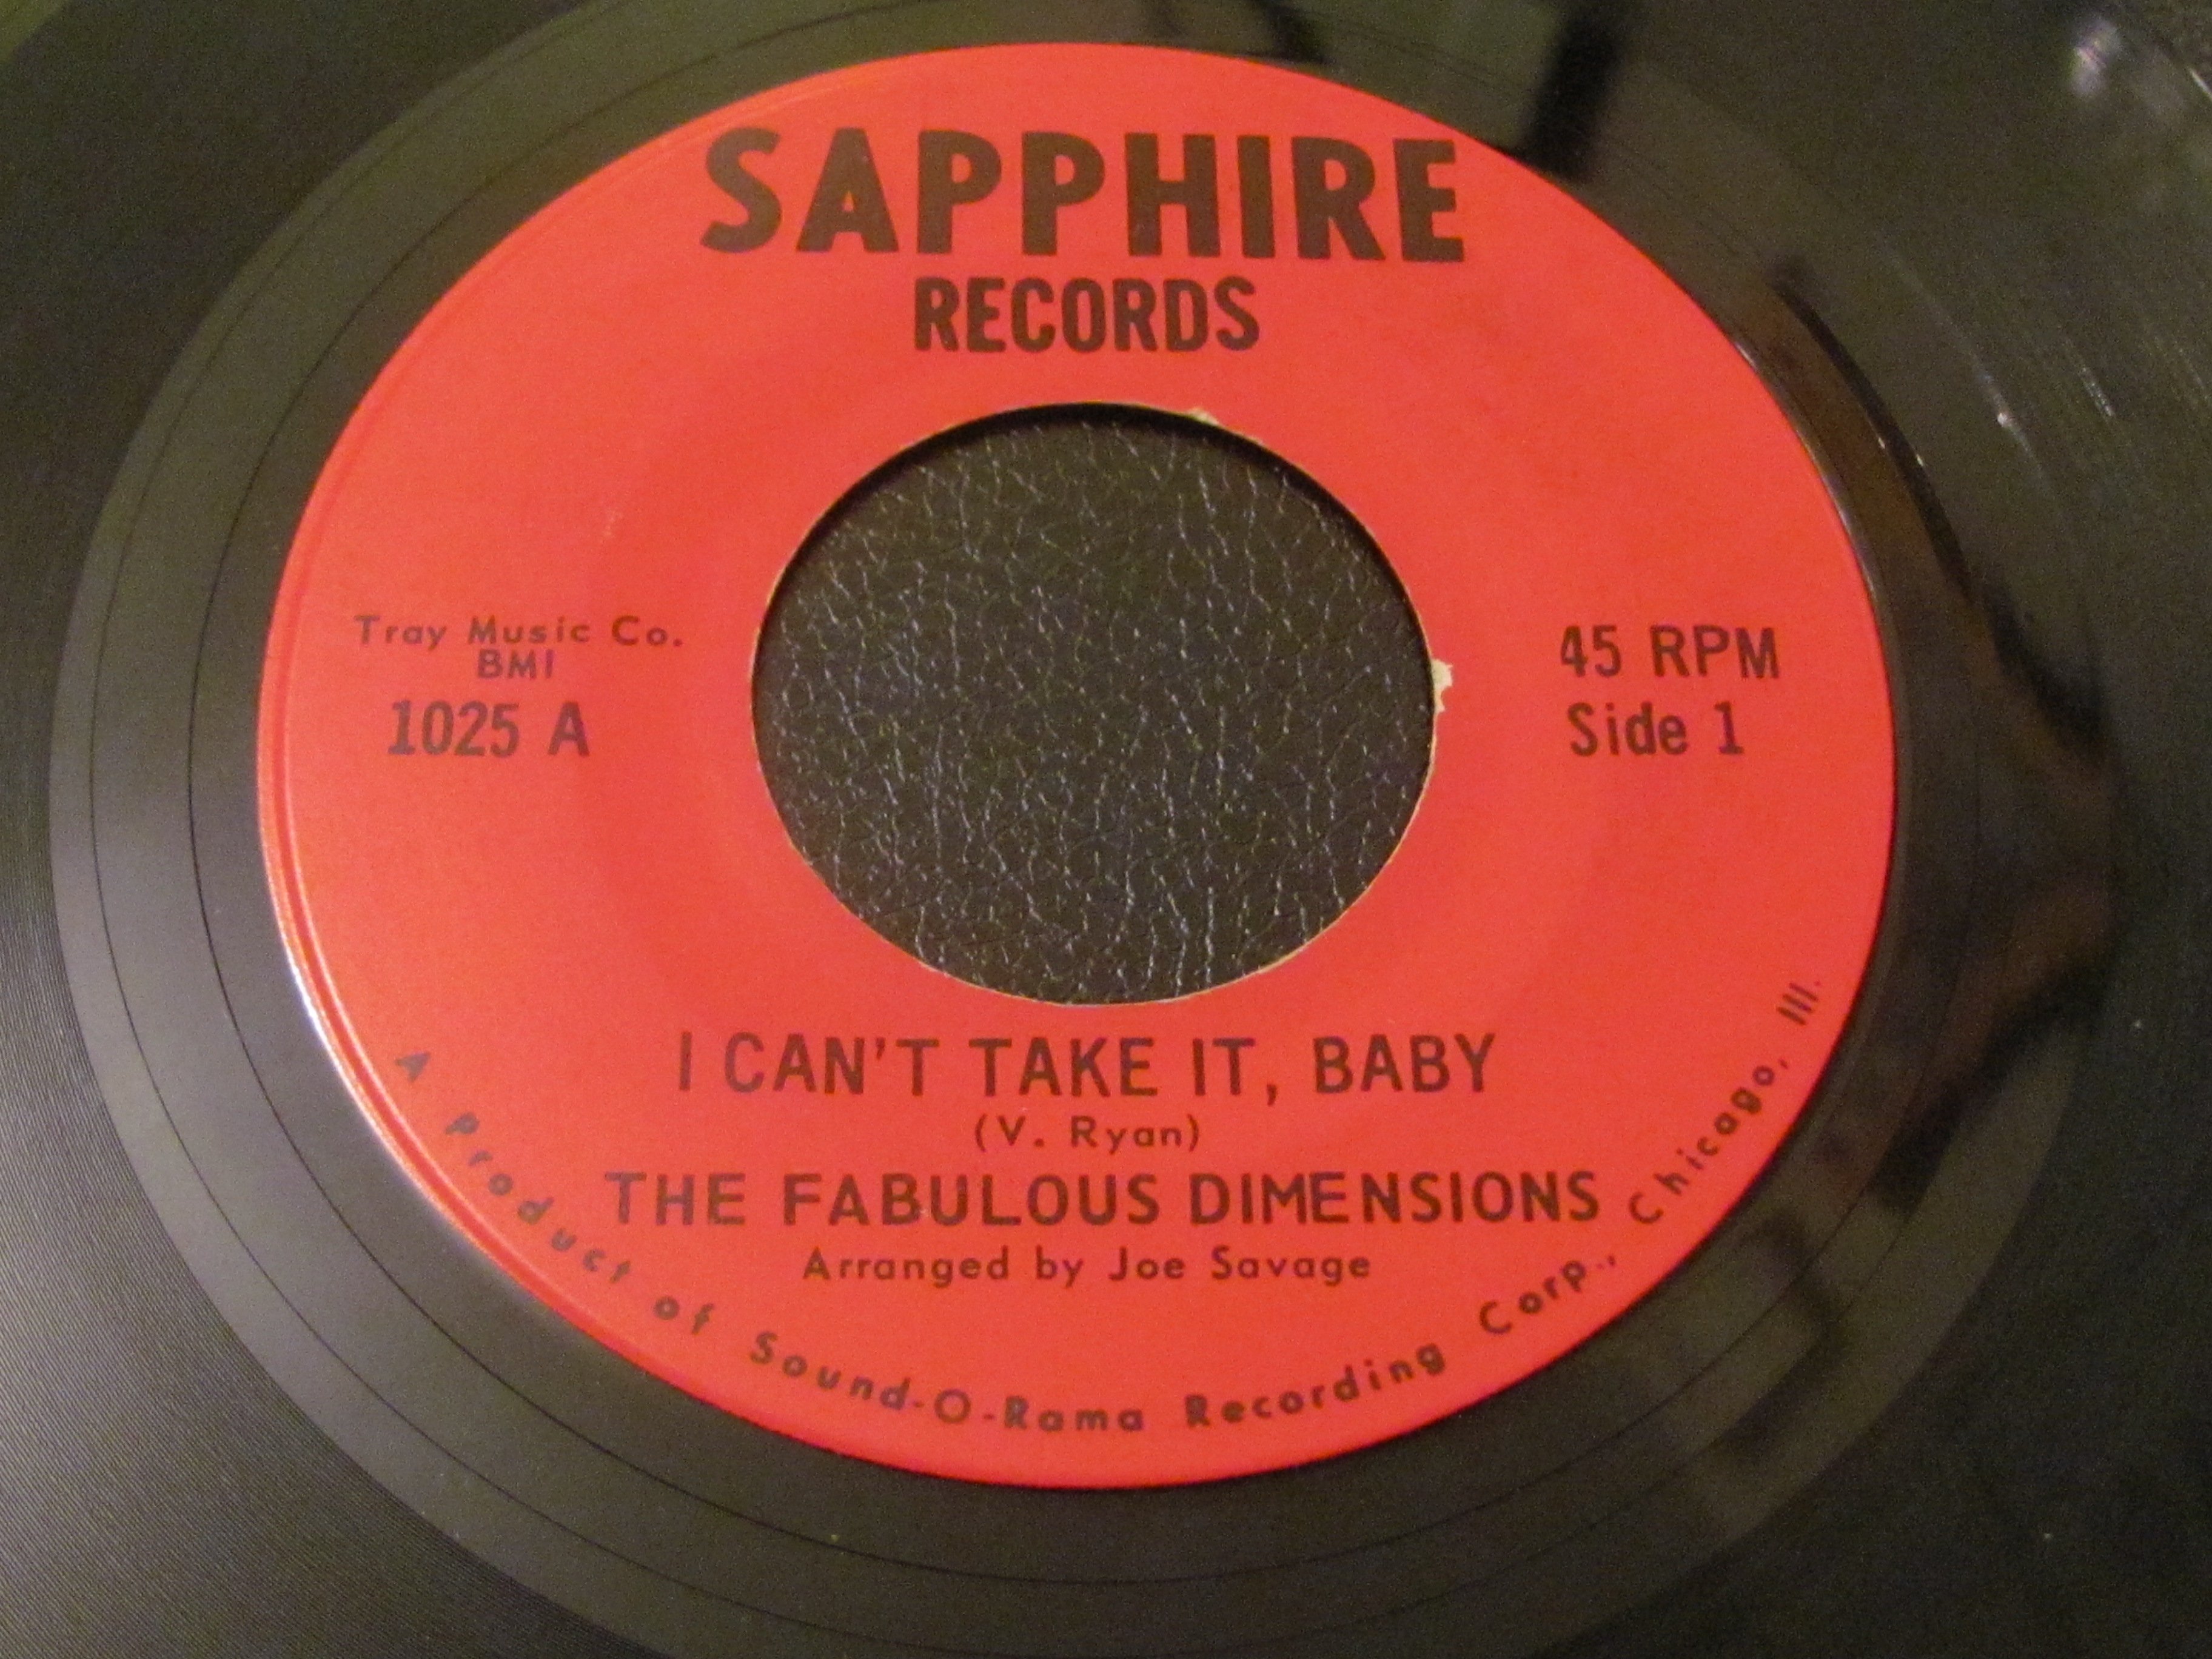 SAPPHIRE
RECORDS
Tray Music Co.
BMI
1025 A
45 RPM
Side 1
I CAN'T TAKE IT, BABY
(V. Ryan)
THE FABULOUS DIMENSIONS
Arranged by Joe Savage
A Product of Sound-O-Rama Recording Corp., Chicago, Ill.